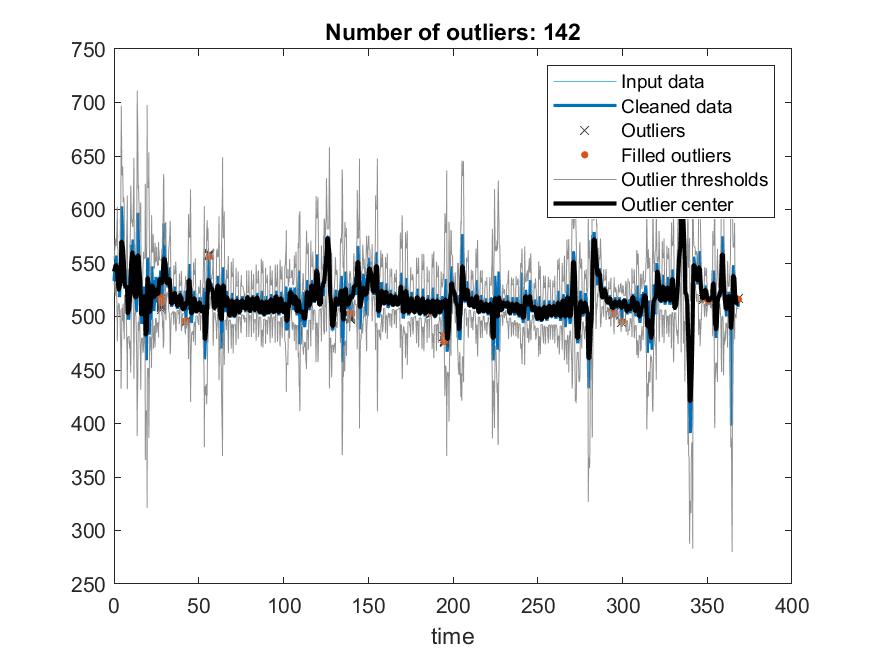 Number of outliers: 142
750
700
650
600
550
500
450
400
350
300
250
Input data
Cleaned data
Outliers
Filled outliers
Outlier thresholds
Outlier center
0 50 100 150 200 250 300 350 400
time